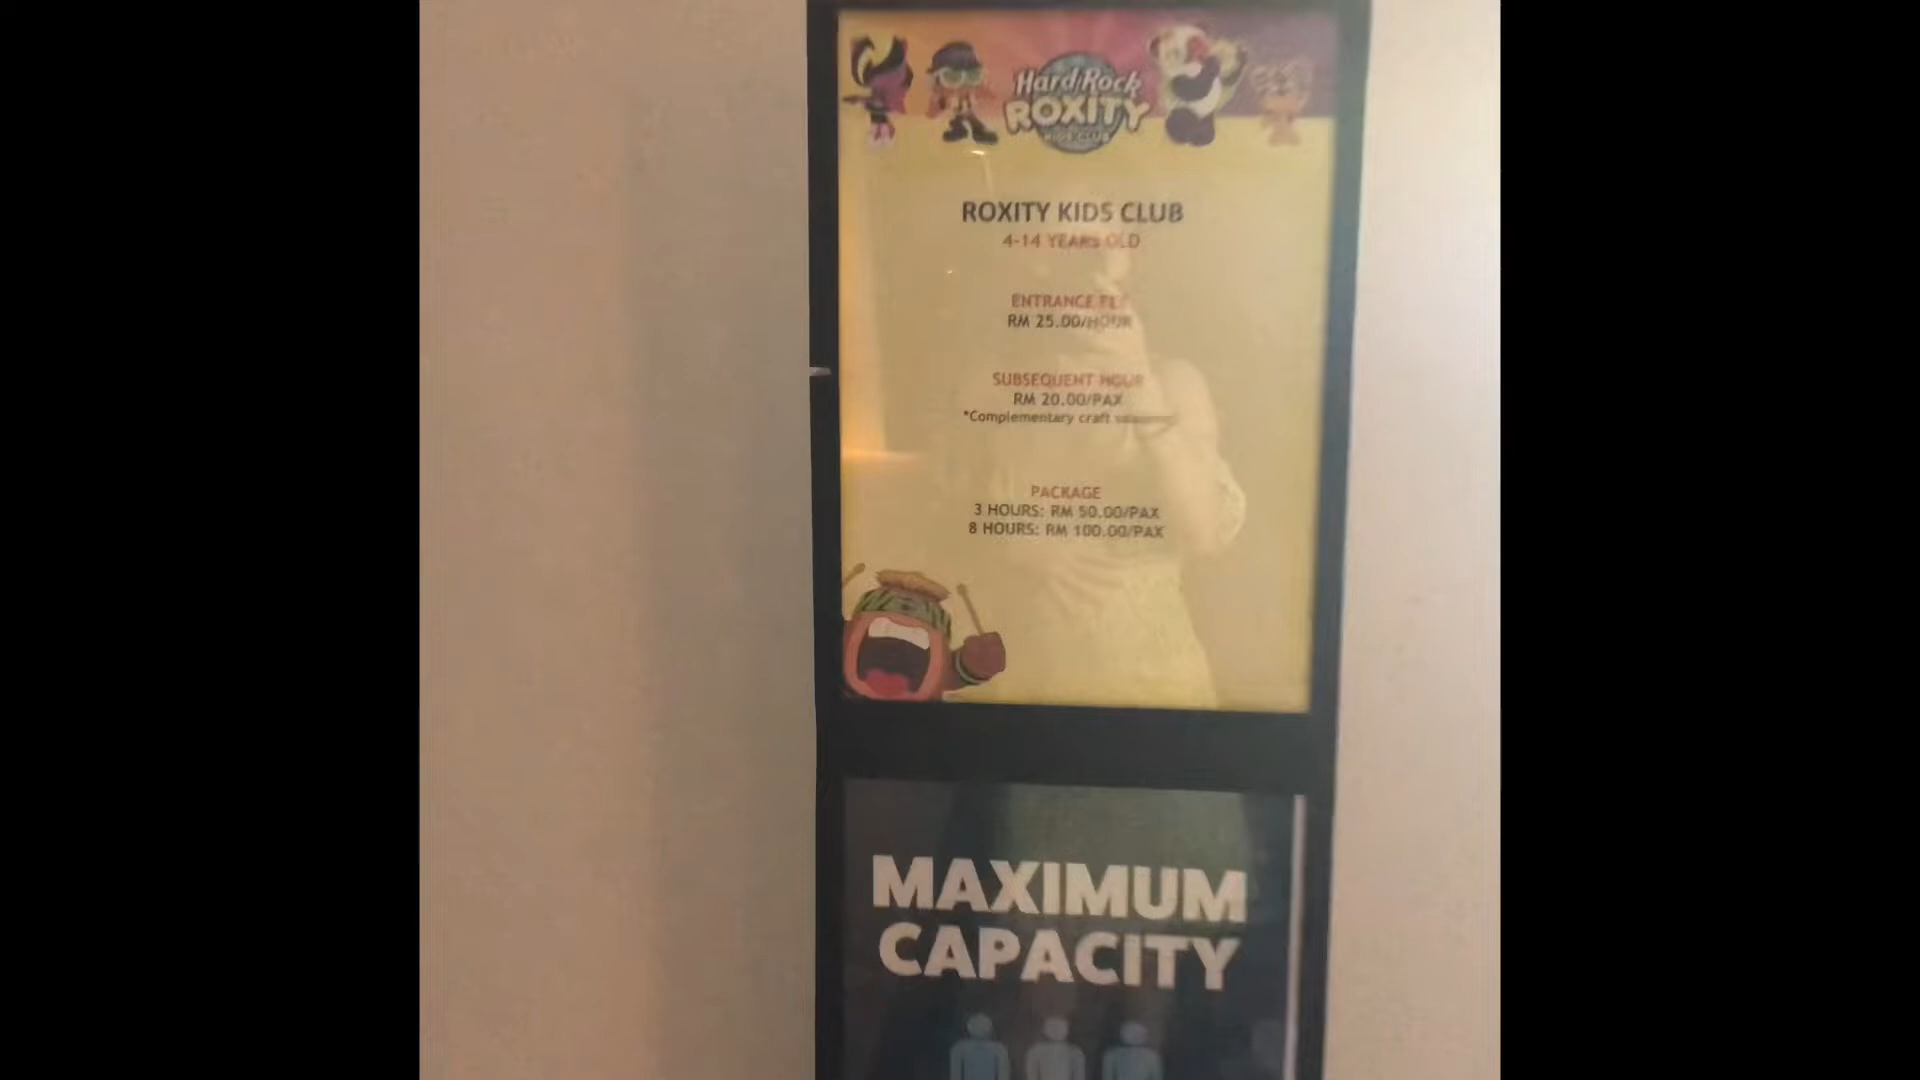 Hard Rock
ROXITY
KIDS CLUB
ROXITY KIDS CLUB
4-14 YEARS OLD
ENTRANCE FEE
RM 25.00/HOUR
SUBSEQUENT HOUR
RM 20.00/PAX
*Complementary craft
PACKAGE
3 HOURS: RM 50.00/PAX
8 HOURS: RM 100.00/PAX
MAXIMUM
CAPACITY